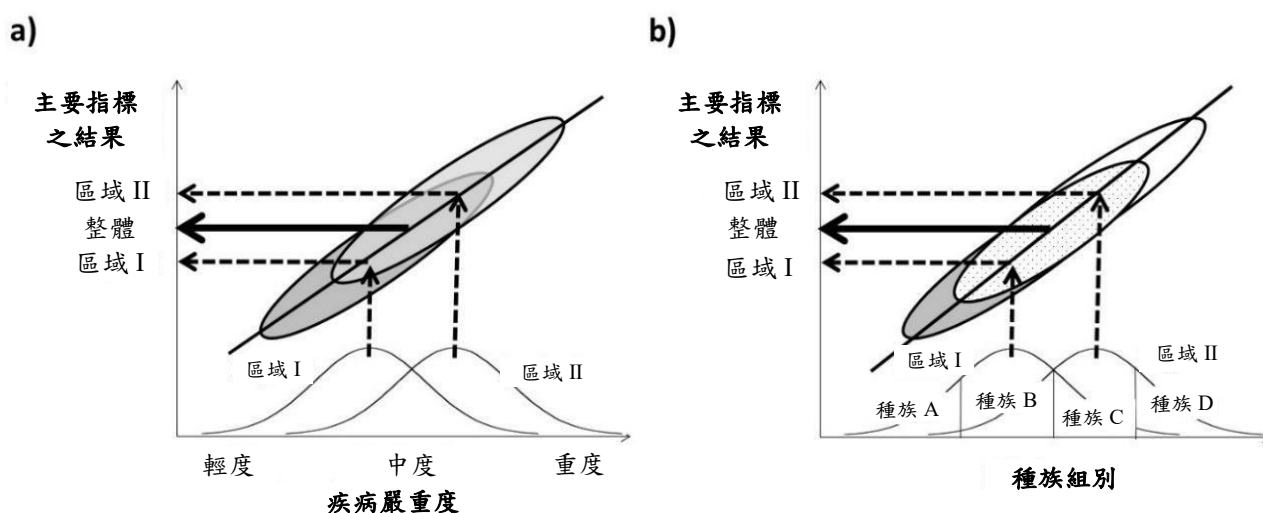 a)
主要指標
之結果
區域 II
整體
區域 I
區域 I
區域 II
輕度
中度
重度
疾病嚴重度
b)
主要指標
之結果
區域 II
整體
區域 I
區域 I
區域 II
種族 A
種族 B
種族 C
種族 D
種族組別